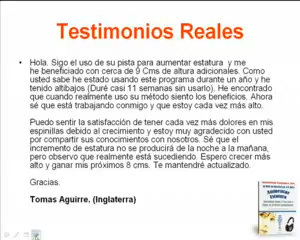 Testimonios Reales
• Hola. Sigo el uso de su pista para aumentar estatura y me
he beneficiado con cerca de 9 Cms de altura adicionales. Como
usted sabe he estado usando este programa durante un año y he
tenido altibajos (Duré casi 11 semanas sin usarlo). He encontrado
que cuando realmente uso su método siento los beneficios. Ahora
sé que está trabajando conmigo y que estoy cada vez más alto.
Puedo sentir la satisfacción de tener cada vez más dolores en mis
espinillas debido al crecimiento y estoy muy agradecido con usted
por compartir sus conocimientos con nosotros. Sé que el
incremento de estatura no se producirá de la noche a la mañana,
pero observo que realmente está sucediendo. Espero crecer más
alto y ganar mis próximos 8 cms. Te mantendré actualizado.
Gracias.
Tomas Aguirre. (Inglaterra)